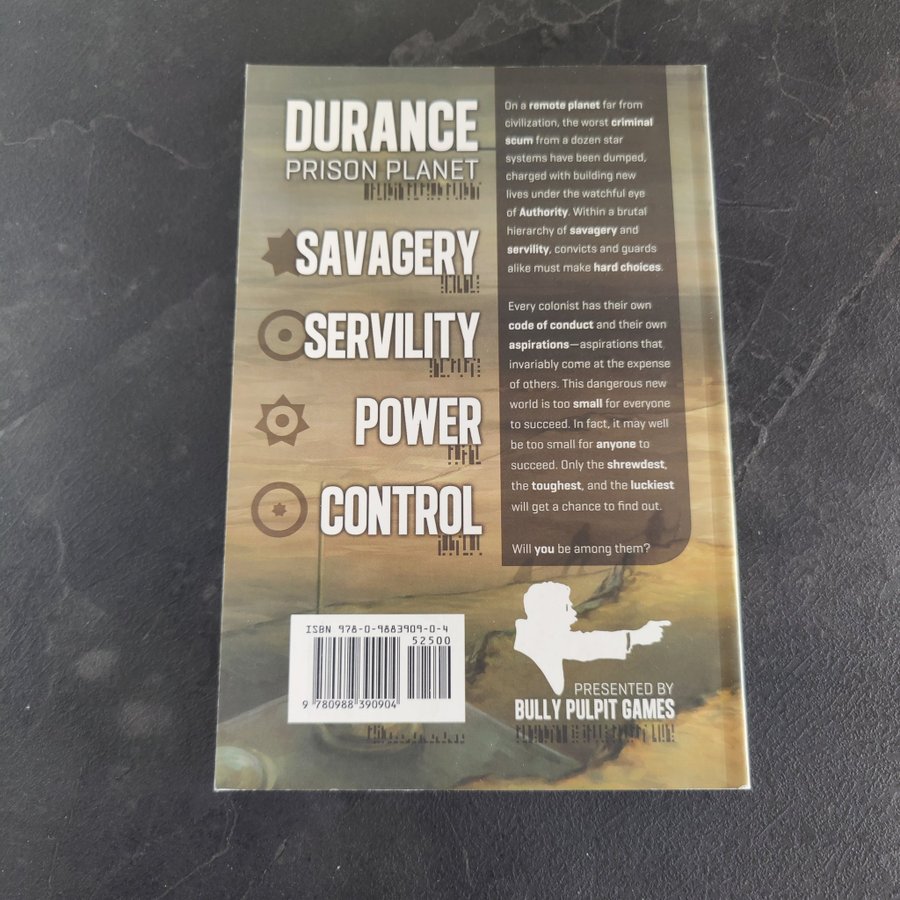 DURANCE
PRISON PLANET
SAVAGERY
SERVILITY
POWER
CONTROL
On a remote planet far from
civilization, the worst criminal
scum from a dozen star
systems have been dumped,
charged with building new
lives under the watchful eye
of Authority. Within a brutal
hierarchy of savagery and
servility, convicts and guards
alike must make hard choices.
Every colonist has their own
code of conduct and their own
aspirations—aspirations that
invariably come at the expense
of others. This dangerous new
world is too small for everyone
to succeed. In fact, it may well
be too small for anyone to
succeed. Only the shrewdest,
the toughest, and the luckiest
will get a chance to find out.
Will you be among them?
ISBN 978-0-9883909-0-4
52500
9 780988 390904
PRESENTED BY
BULLY PULPIT GAMES